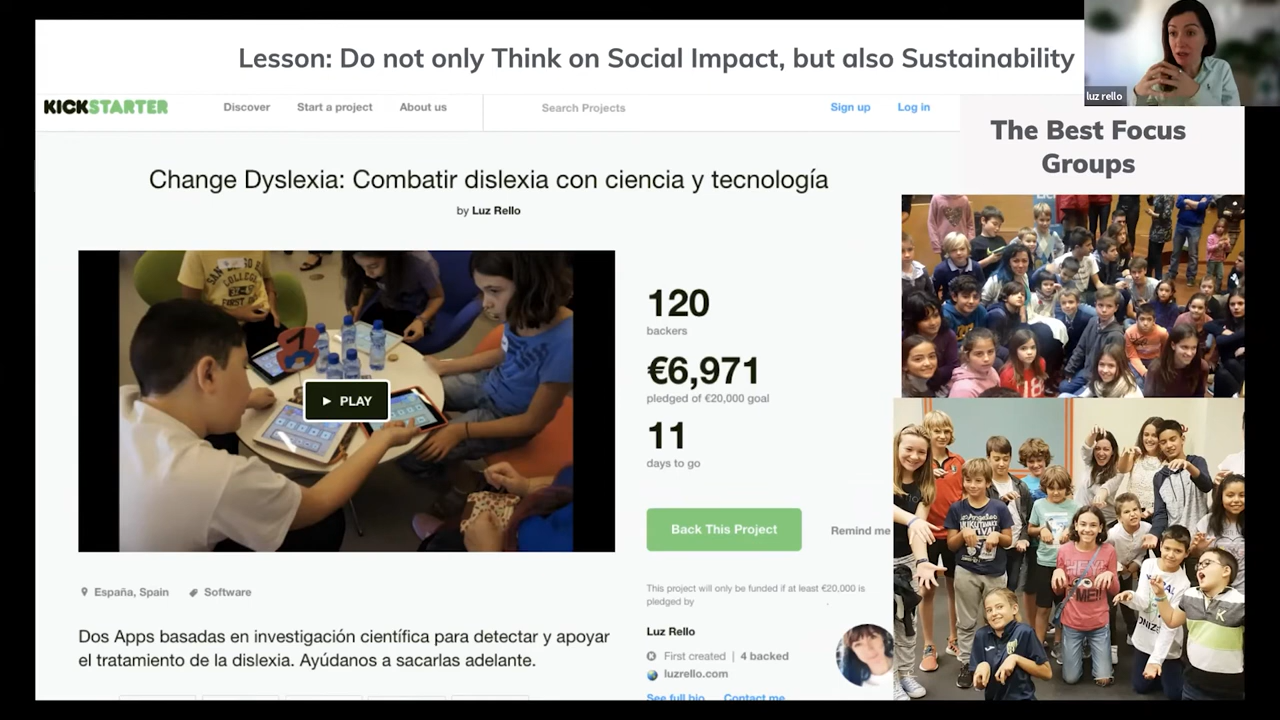 Lesson: Do not only Think on Social Impact, but also Sustainability
luz rello
KICKSTARTER
Discover
Start a project
About us
Search Projects
Sign up
Log in
The Best Focus
Groups
Change Dyslexia: Combatir dislexia con ciencia y tecnología
by Luz Rello
PLAY
120
backers
€6,971
pledged of €20,000 goal
11
days to go
Back This Project
Remind me
This project will only be funded if at least €20,000 is
pledged by
España, Spain
Software
Dos Apps basadas en investigación científica para detectar y apoyar
el tratamiento de la dislexia. Ayúdanos a sacarlas adelante.
Luz Rello
First created | 4 backed
luzrello.com
See full bio
Contact me